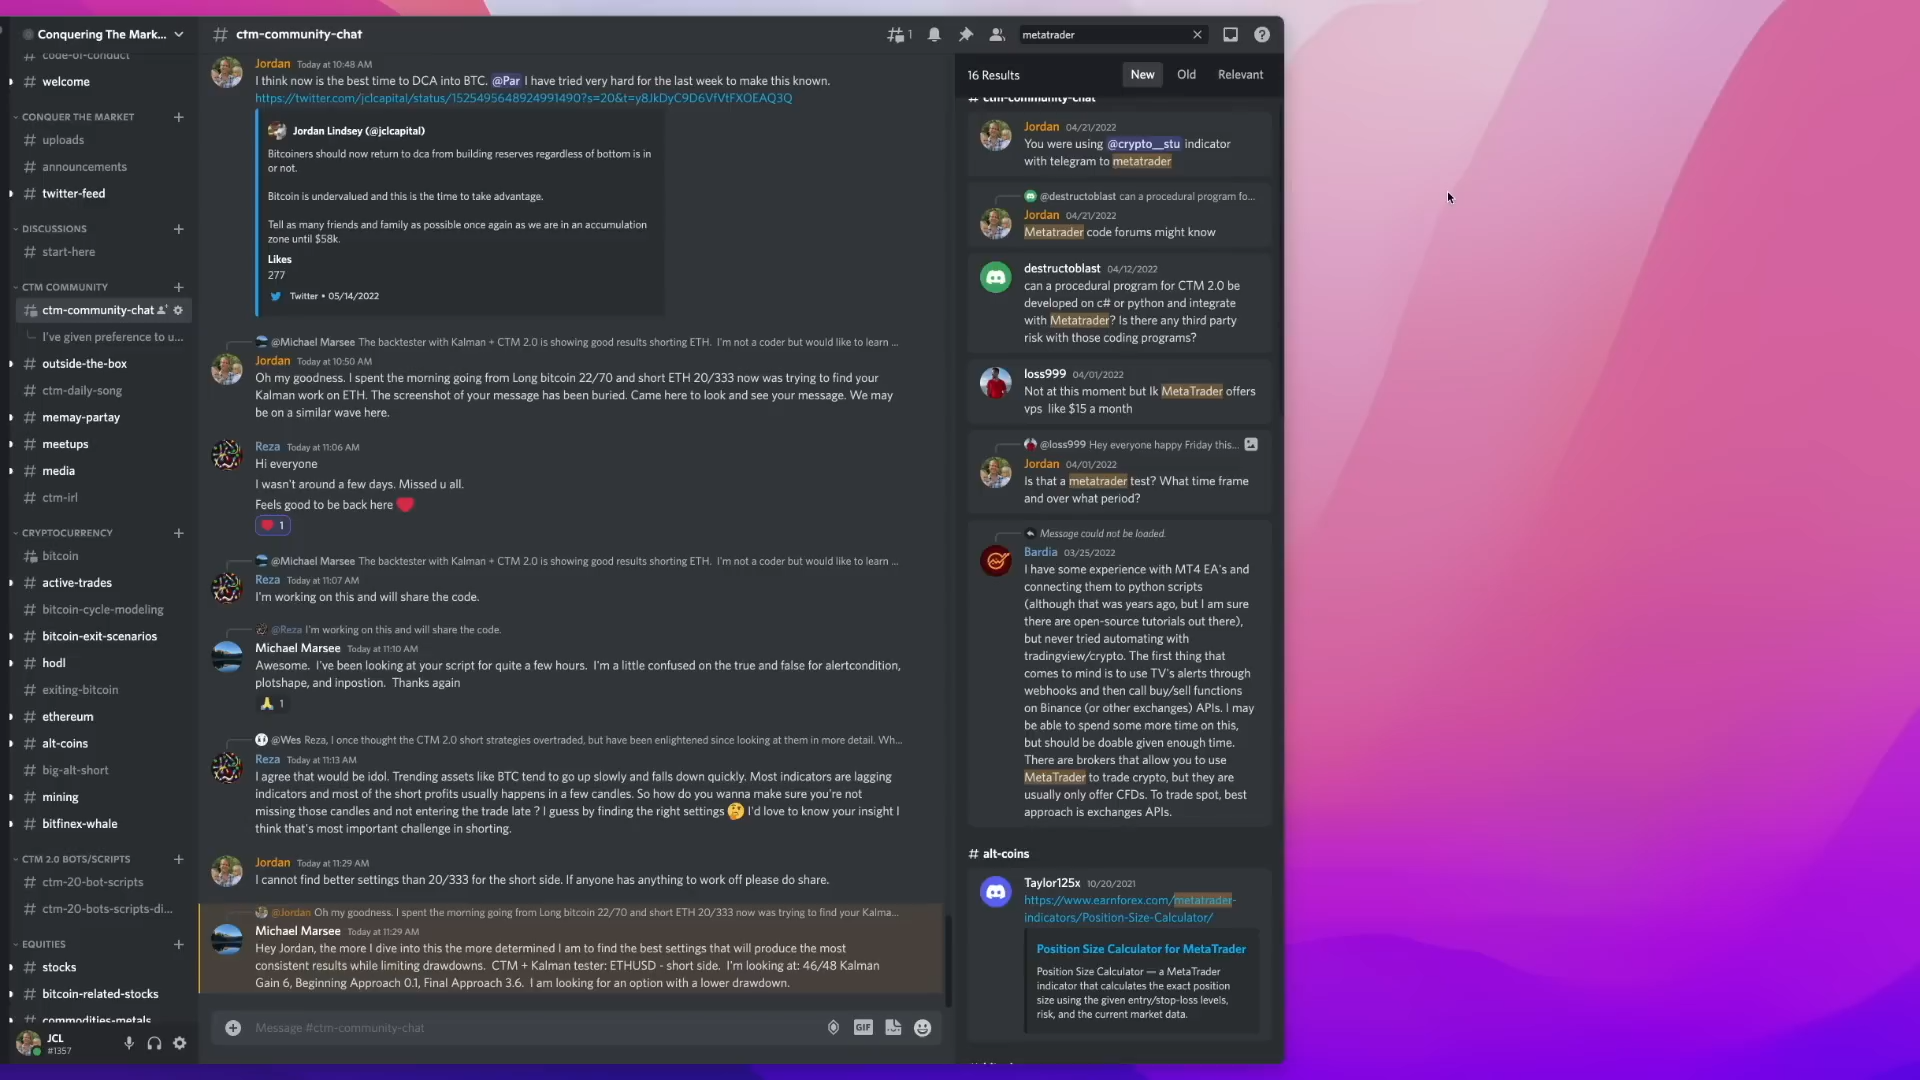 Conquering The Mark...
code-of-conduct
welcome
CONQUER THE MARKET
uploads
announcements
twitter-feed
DISCUSSIONS
start-here
CTM COMMUNITY
ctm-community-chat
I've given preference to u...
outside-the-box
ctm-daily-song
memay-partay
meetups
media
ctm-irl
CRYPTOCURRENCY
bitcoin
active-trades
bitcoin-cycle-modeling
bitcoin-exit-scenarios
hodl
exiting-bitcoin
ethereum
alt-coins
big-alt-short
mining
bitfinex-whale
CTM 2.0 BOTS/SCRIPTS
ctm-20-bot-scripts
ctm-20-bots-scripts-di...
EQUITIES
stocks
bitcoin-related-stocks
commodities-metals
JCL
#1357
# ctm-community-chat
1
metatrader
Jordan Today at 10:48 AM
I think now is the best time to DCA into BTC. @Par I have tried very hard for the last week to make this known.
https://twitter.com/jclcapital/status/1525495648924991490?s=20&t=y8JkDyC9D6VfVtFXOEAQ3Q
Jordan Lindsey (@jclcapital)
Bitcoiners should now return to dca from building reserves regardless of bottom is in
or not.
Bitcoin is undervalued and this is the time to take advantage.
Tell as many friends and family as possible once again as we are in an accumulation
zone until $58k.
Likes
277
Twitter • 05/14/2022
@Michael Marsee The backtester with Kalman + CTM 2.0 is showing good results shorting ETH. I'm not a coder but would like to learn ...
Jordan Today at 10:50 AM
Oh my goodness. I spent the morning going from Long bitcoin 22/70 and short ETH 20/333 now was trying to find your
Kalman work on ETH. The screenshot of your message has been buried. Came here to look and see your message. We may
be on a similar wave here.
Reza Today at 11:06 AM
Hi everyone
I wasn't around a few days. Missed u all.
Feels good to be back here ❤️
❤️ 1
@Michael Marsee The backtester with Kalman + CTM 2.0 is showing good results shorting ETH. I'm not a coder but would like to learn ...
Reza Today at 11:07 AM
I'm working on this and will share the code.
@Reza I'm working on this and will share the code.
Michael Marsee Today at 11:10 AM
Awesome. I've been looking at your script for quite a few hours. I'm a little confused on the true and false for alertcondition,
plotshape, and inpostion. Thanks again
🙏 1
@Wes Reza, I once thought the CTM 2.0 short strategies overtraded, but have been enlightened since looking at them in more detail. Wh...
Reza Today at 11:13 AM
I agree that would be idol. Trending assets like BTC tend to go up slowly and falls down quickly. Most indicators are lagging
indicators and most of the short profits usually happens in a few candles. So how do you wanna make sure you're not
missing those candles and not entering the trade late ? I guess by finding the right settings 🤔 I'd love to know your insight I
think that's most important challenge in shorting.
Jordan Today at 11:29 AM
I cannot find better settings than 20/333 for the short side. If anyone has anything to work off please do share.
@Jordan Oh my goodness. I spent the morning going from Long bitcoin 22/70 and short ETH 20/333 now was trying to find your Kalma...
Michael Marsee Today at 11:29 AM
Hey Jordan, the more I dive into this the more determined I am to find the best settings that will produce the most
consistent results while limiting drawdowns. CTM + Kalman tester: ETHUSD - short side. I'm looking at: 46/48 Kalman
Gain 6, Beginning Approach 0.1, Final Approach 3.6. I am looking for an option with a lower drawdown.
Message #ctm-community-chat
GIF
16 Results
New
Old
Relevant
# ctm-community-chat
Jordan 04/21/2022
You were using @crypto__stu indicator
with telegram to metatrader
@destructoblast can a procedural program fo...
Jordan 04/21/2022
Metatrader code forums might know
destructoblast 04/12/2022
can a procedural program for CTM 2.0 be
developed on c# or python and integrate
with Metatrader? Is there any third party
risk with those coding programs?
loss999 04/01/2022
Not at this moment but Ik MetaTrader offers
vps like $15 a month
@loss999 Hey everyone happy Friday this...
Jordan 04/01/2022
Is that a metatrader test? What time frame
and over what period?
Message could not be loaded.
Bardia 03/25/2022
I have some experience with MT4 EA's and
connecting them to python scripts
(although that was years ago, but I am sure
there are open-source tutorials out there),
but never tried automating with
tradingview/crypto. The first thing that
comes to mind is to use TV's alerts through
webhooks and then call buy/sell functions
on Binance (or other exchanges) APIs. I may
be able to spend some more time on this,
but should be doable given enough time.
There are brokers that allow you to use
MetaTrader to trade crypto, but they are
usually only offer CFDs. To trade spot, best
approach is exchanges APIs.
# alt-coins
Taylor125x 10/20/2021
https://www.earnforex.com/metatrader-
indicators/Position-Size-Calculator/
Position Size Calculator for MetaTrader
Position Size Calculator — a MetaTrader
indicator that calculates the exact position
size using the given entry/stop-loss levels,
risk, and the current market data.